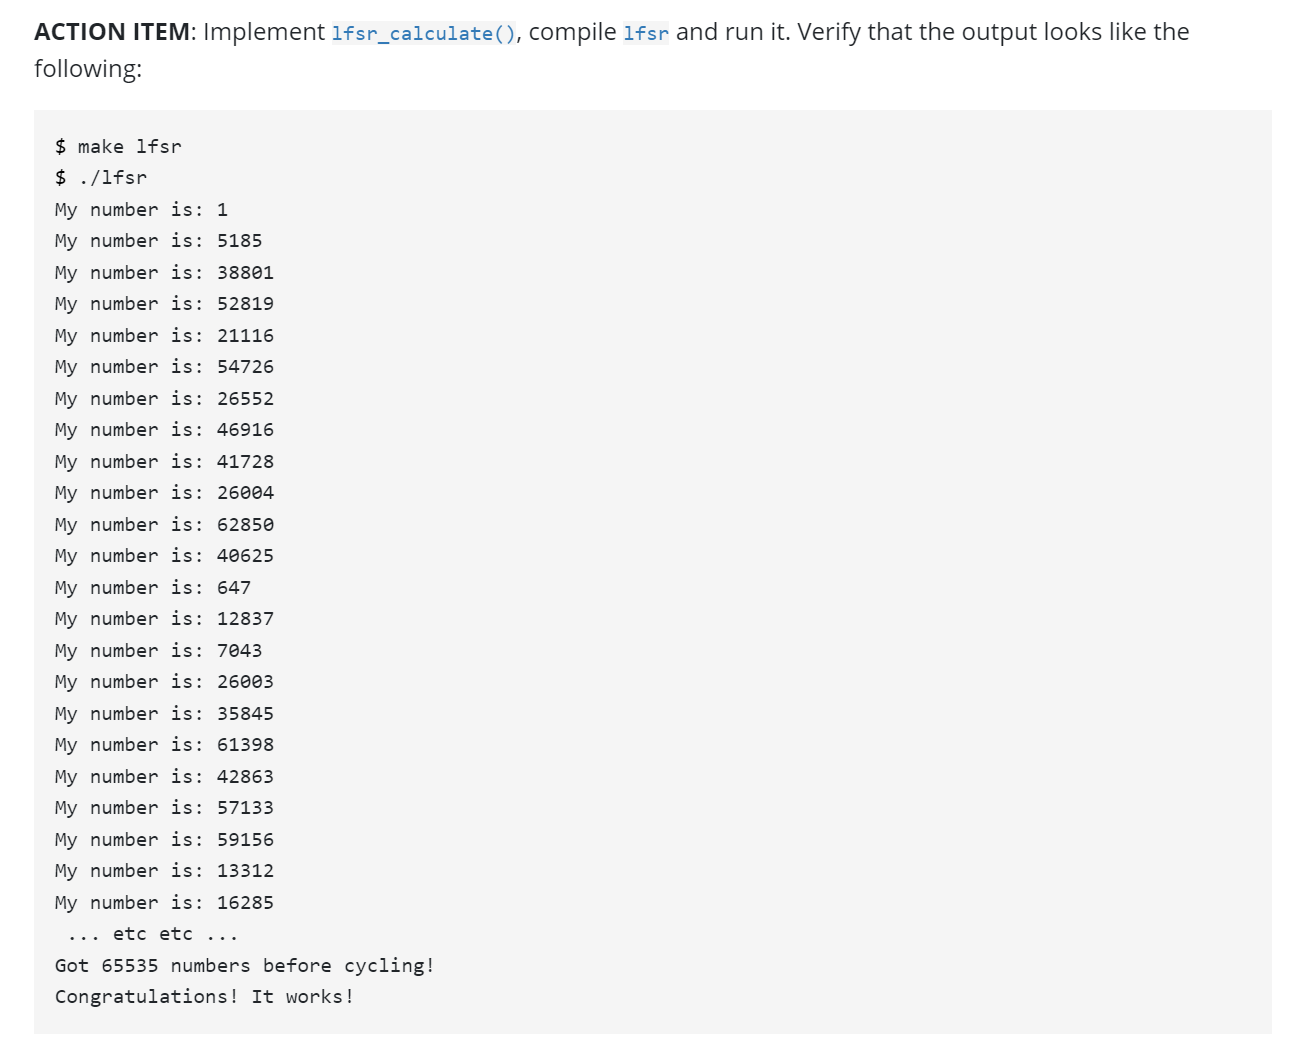 ACTION ITEM: Implement lfsr_calculate(), compile lfsr and run it. Verify that the output looks like the
following:
$ make lfsr
$ ./lfsr
My number is: 1
My number is: 5185
My number is: 38801
My number is: 52819
My number is: 21116
My number is: 54726
My number is: 26552
My number is: 46916
My number is: 41728
My number is: 26004
My number is: 62850
My number is: 40625
My number is: 647
My number is: 12837
My number is: 7043
My number is: 26003
My number is: 35845
My number is: 61398
My number is: 42863
My number is: 57133
My number is: 59156
My number is: 13312
My number is: 16285
... etc etc ...
Got 65535 numbers before cycling!
Congratulations! It works!